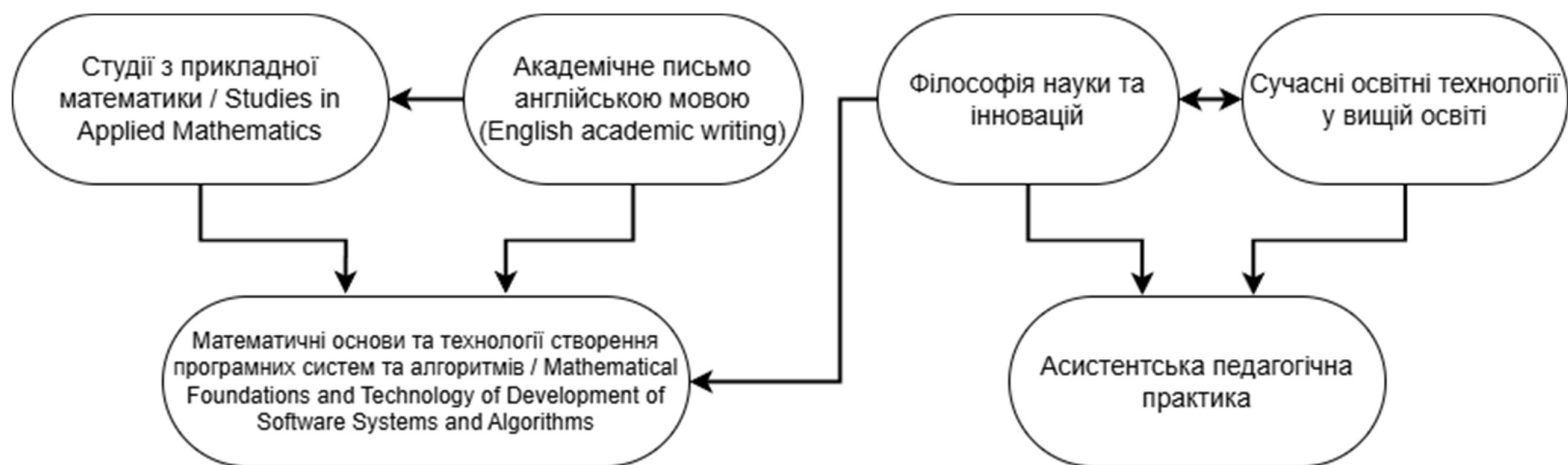 Студії з прикладної
математики / Studies in
Applied Mathematics
Академічне письмо
англійською мовою
(English academic writing)
Філософія науки та
інновацій
Сучасні освітні технології
у вищій освіті
Математичні основи та технології створення
програмних систем та алгоритмів / Mathematical
Foundations and Technology of Development of
Software Systems and Algorithms
Асистентська педагогічна
практика